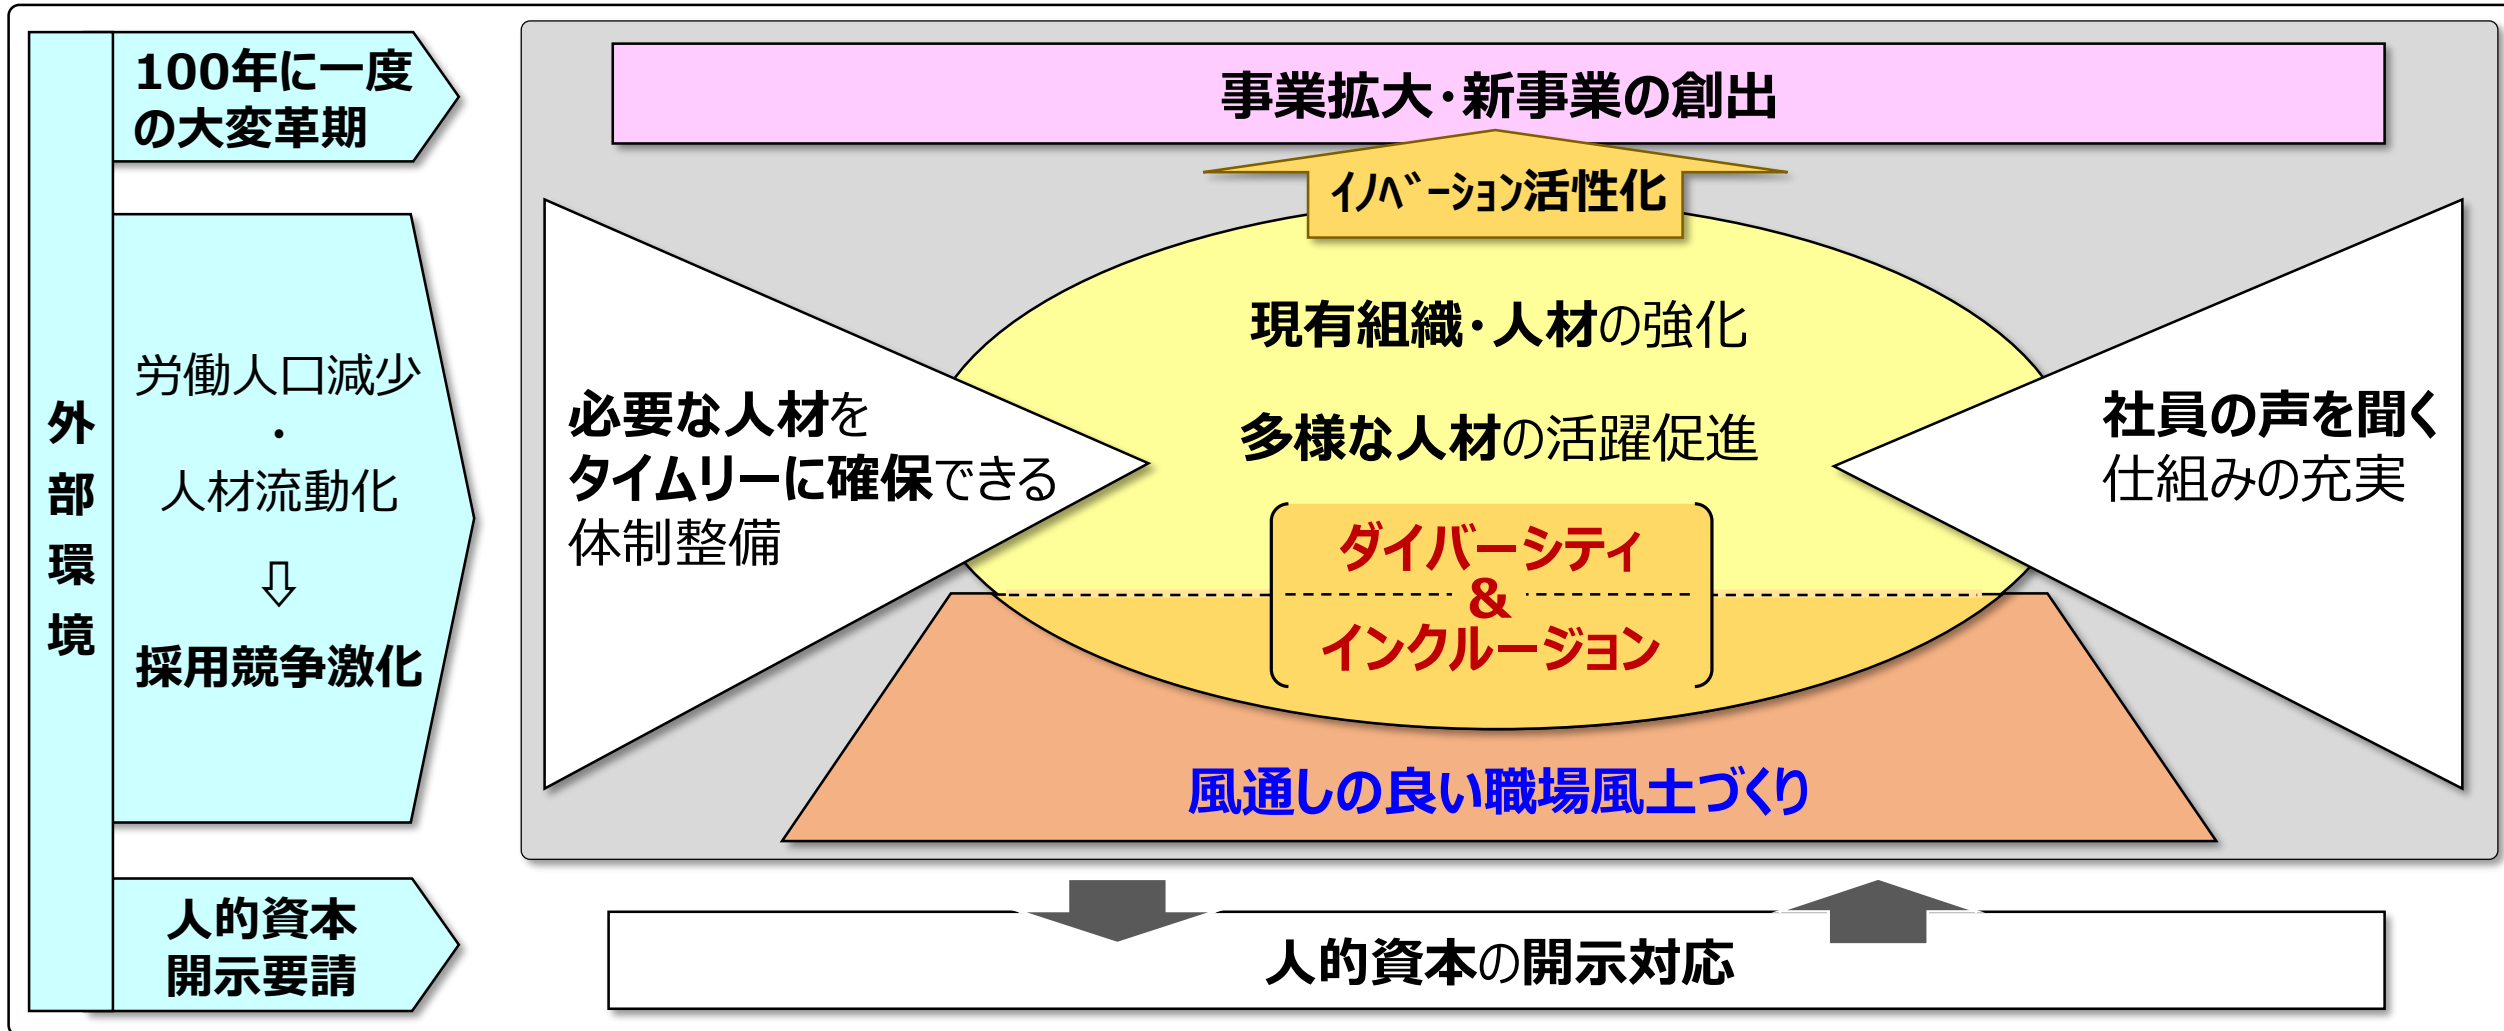 外部環境
100年に一度
の大変革期
労働人口減少
・
人材流動化
⇩
採用競争激化
人的資本
開示要請
事業拡大・新事業の創出
ｲﾉﾍﾞｰｼｮﾝ活性化
現有組織・人材の強化
多様な人材の活躍促進
必要な人材を
タイムリーに確保できる
体制整備
社員の声を聞く
仕組みの充実
ダイバーシティ
&
インクルージョン
風通しの良い職場風土づくり
人的資本の開示対応